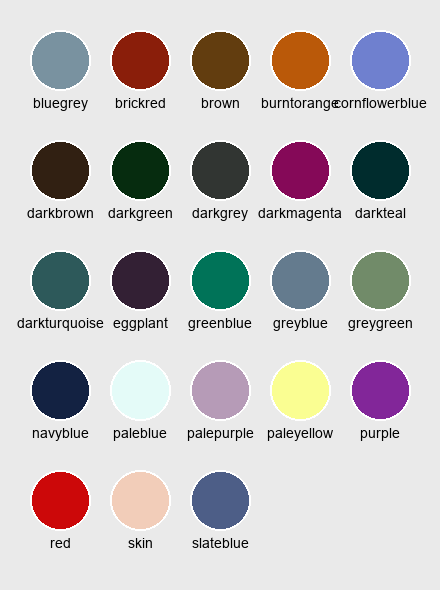 bluegrey brickred brown burntorange cornflowerblue
darkbrown darkgreen darkgrey darkmagenta darkteal
darkturquoise eggplant greenblue greyblue greygreen
navyblue paleblue palepurple paleyellow purple
red skin slateblue